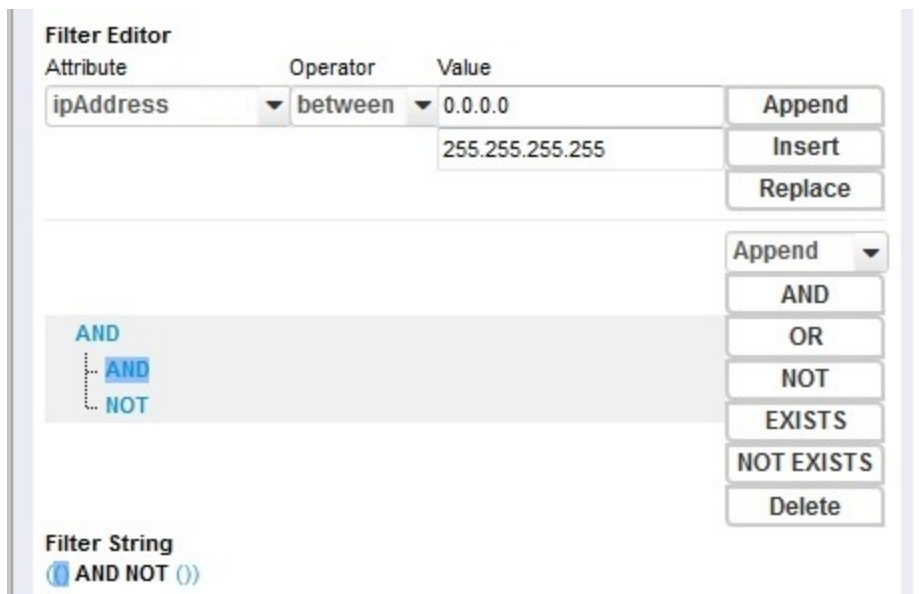 Filter Editor
Attribute Operator Value
ipAddress between 0.0.0.0 Append
255.255.255.255 Insert
Replace
Append
AND
AND OR
AND NOT
NOT EXISTS
NOT EXISTS
Delete
Filter String
(() AND NOT ())